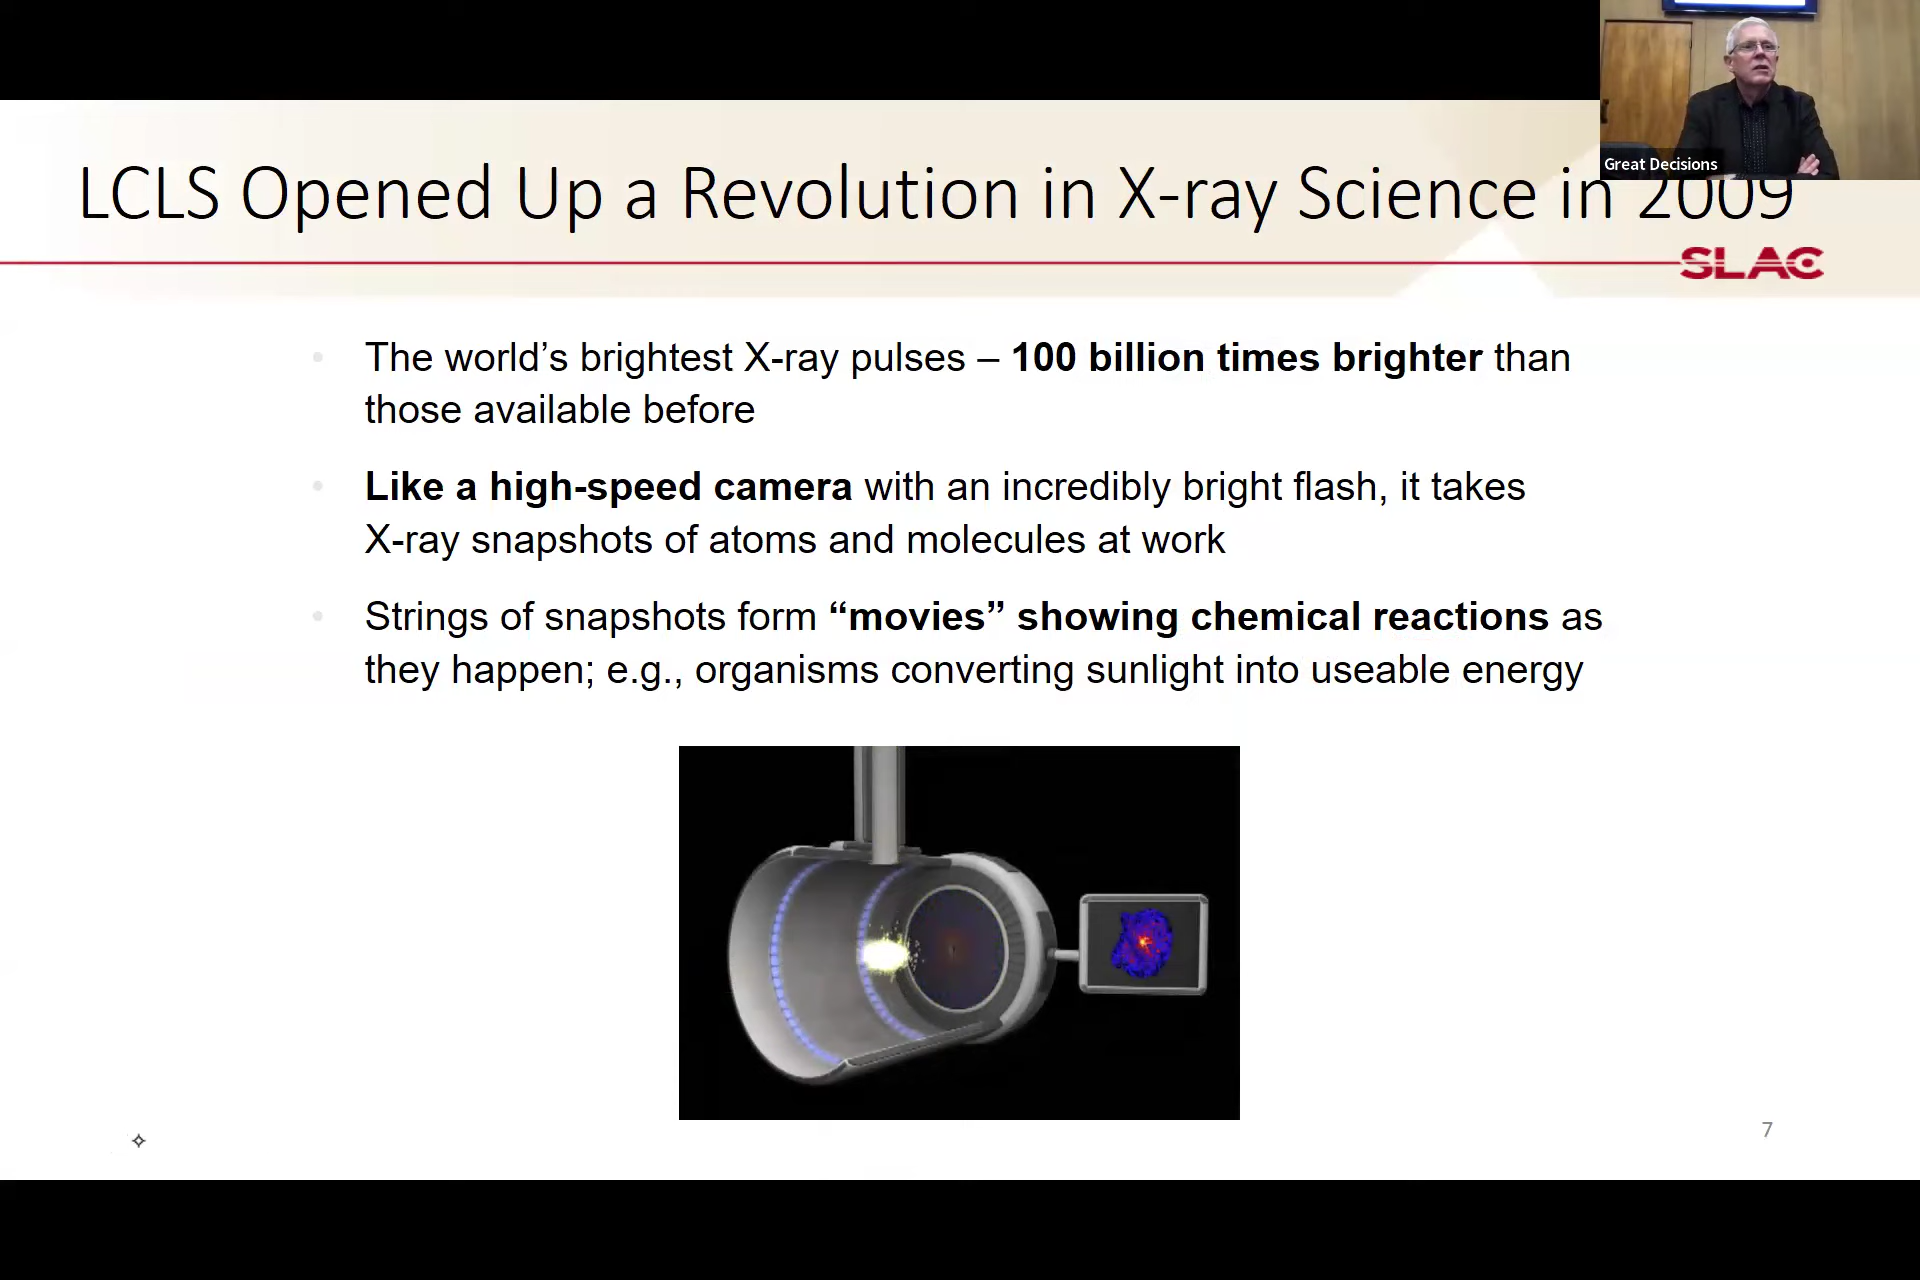 Great Decisions
LCLS Opened Up a Revolution in X-ray Science in 2009
SLAC
• The world’s brightest X-ray pulses – 100 billion times brighter than
those available before
• Like a high-speed camera with an incredibly bright flash, it takes
X-ray snapshots of atoms and molecules at work
• Strings of snapshots form “movies” showing chemical reactions as
they happen; e.g., organisms converting sunlight into useable energy
7